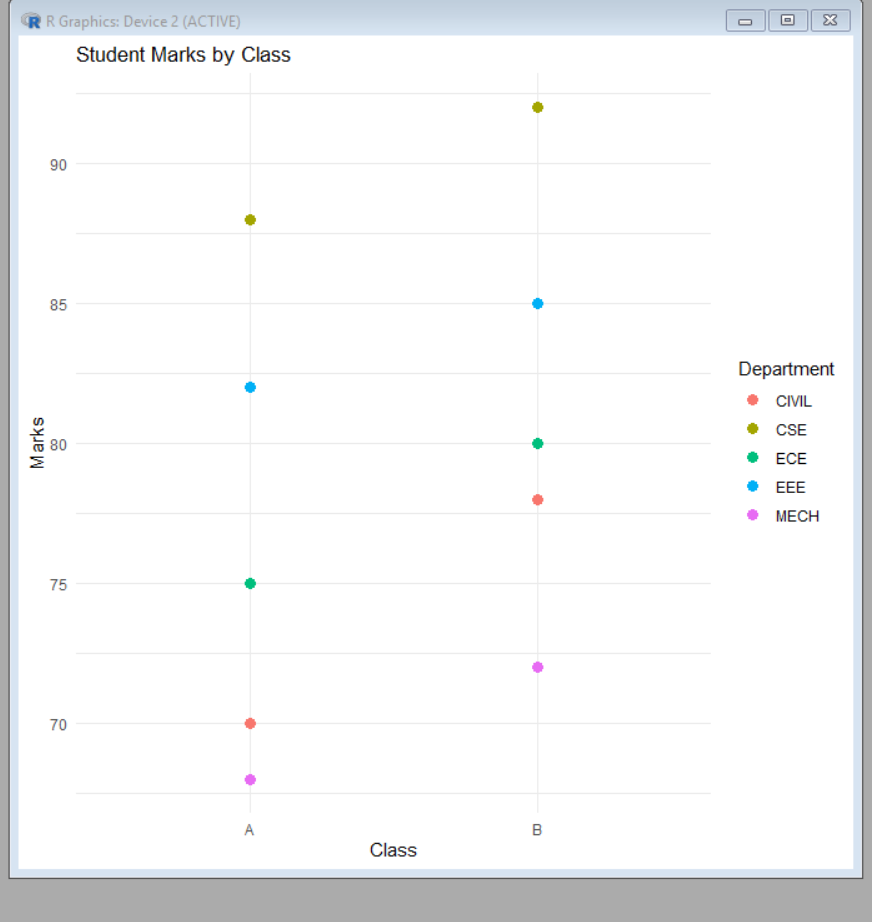 R Graphics: Device 2 (ACTIVE)
Student Marks by Class
90
85
80
75
70
Marks
A
B
Class
Department
CIVIL
CSE
ECE
EEE
MECH